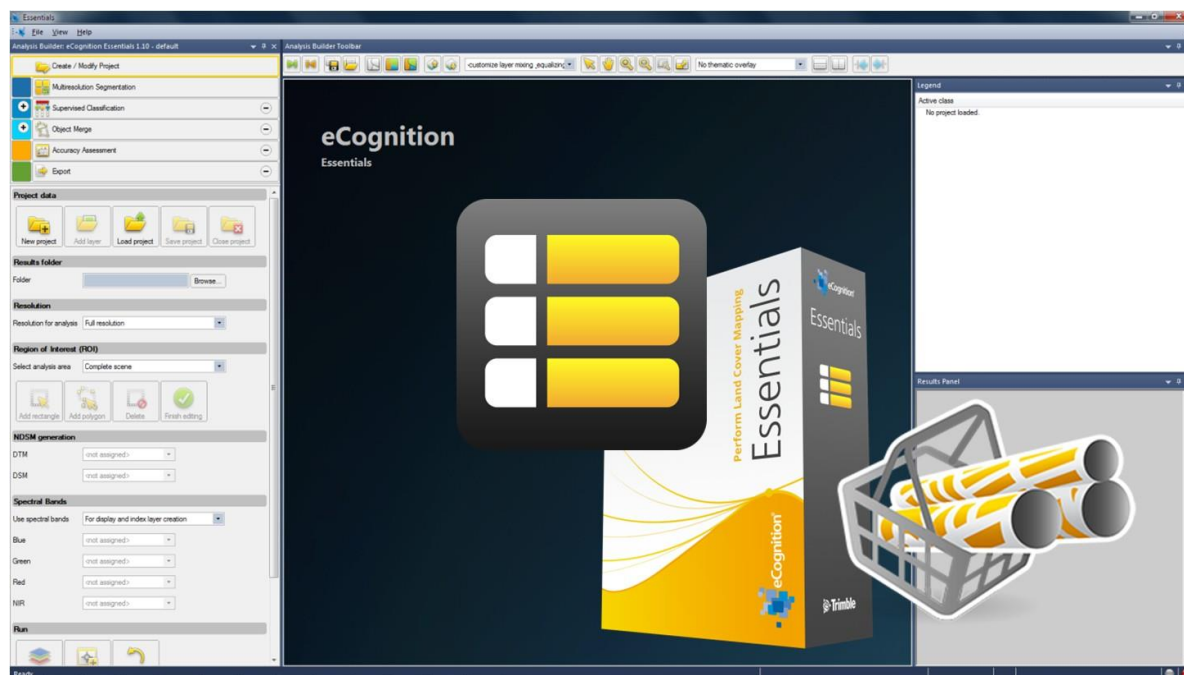 Essentials
File View Help
Analysis Builder: eCognition Essentials 1.10 - default
Create / Modify Project
Multiresolution Segmentation
Supervised Classification
Object Merge
Accuracy Assessment
Export
Project data
New project
Add layer
Load project
Save project
Close project
Results folder
Folder
Browse...
Resolution
Resolution for analysis
Full resolution
Region of Interest (ROI)
Select analysis area
Complete scene
Add rectangle
Add polygon
Delete
Finish editing
NDSM generation
DTM
<not assigned>
DSM
<not assigned>
Spectral Bands
Use spectral bands
For display and index layer creation
Blue
<not assigned>
Green
<not assigned>
Red
<not assigned>
NIR
<not assigned>
Run
Ready
Analysis Builder Toolbar
-customize layer mixing ,equalizing
No thematic overlay
eCognition
Essentials
Perform Land Cover Mapping
Essentials
eCognition
eCognition
Essentials
Trimble
Legend
Active class
No project loaded.
Results Panel